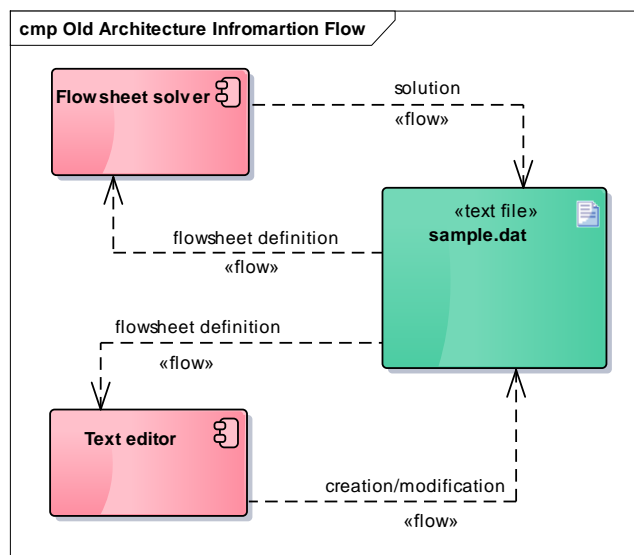 cmp Old Architecture Infromartion Flow
Flowsheet solver
solution
«flow»
«text file»
sample.dat
flowsheet definition
«flow»
flowsheet definition
«flow»
Text editor
creation/modification
«flow»